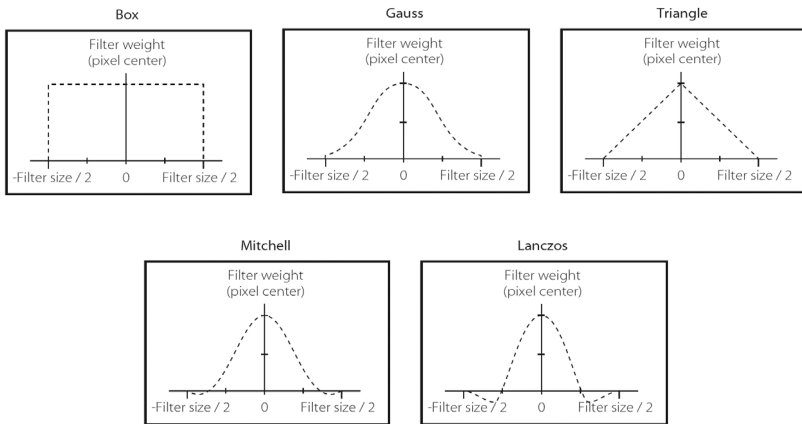 Box
Filter weight
(pixel center)
-Filter size / 2 0 Filter size / 2
Gauss
Filter weight
(pixel center)
-Filter size / 2 0 Filter size / 2
Triangle
Filter weight
(pixel center)
-Filter size / 2 0 Filter size / 2
Mitchell
Filter weight
(pixel center)
-Filter size / 2 0 Filter size / 2
Lanczos
Filter weight
(pixel center)
-Filter size / 2 0 Filter size / 2